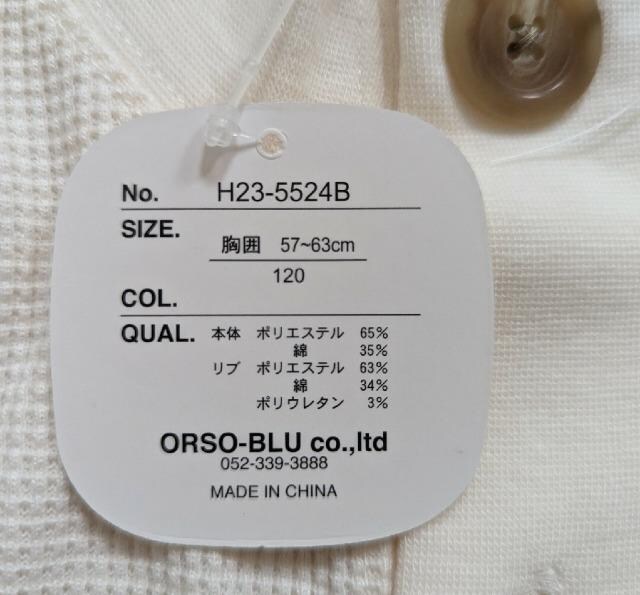 No. H23-5524B
SIZE.
胸囲 57~63cm
120
COL.
QUAL. 本体 ポリエステル 65%
綿 35%
リブ ポリエステル 63%
綿 34%
ポリウレタン 3%
ORSO-BLU co.,ltd
052-339-3888
MADE IN CHINA